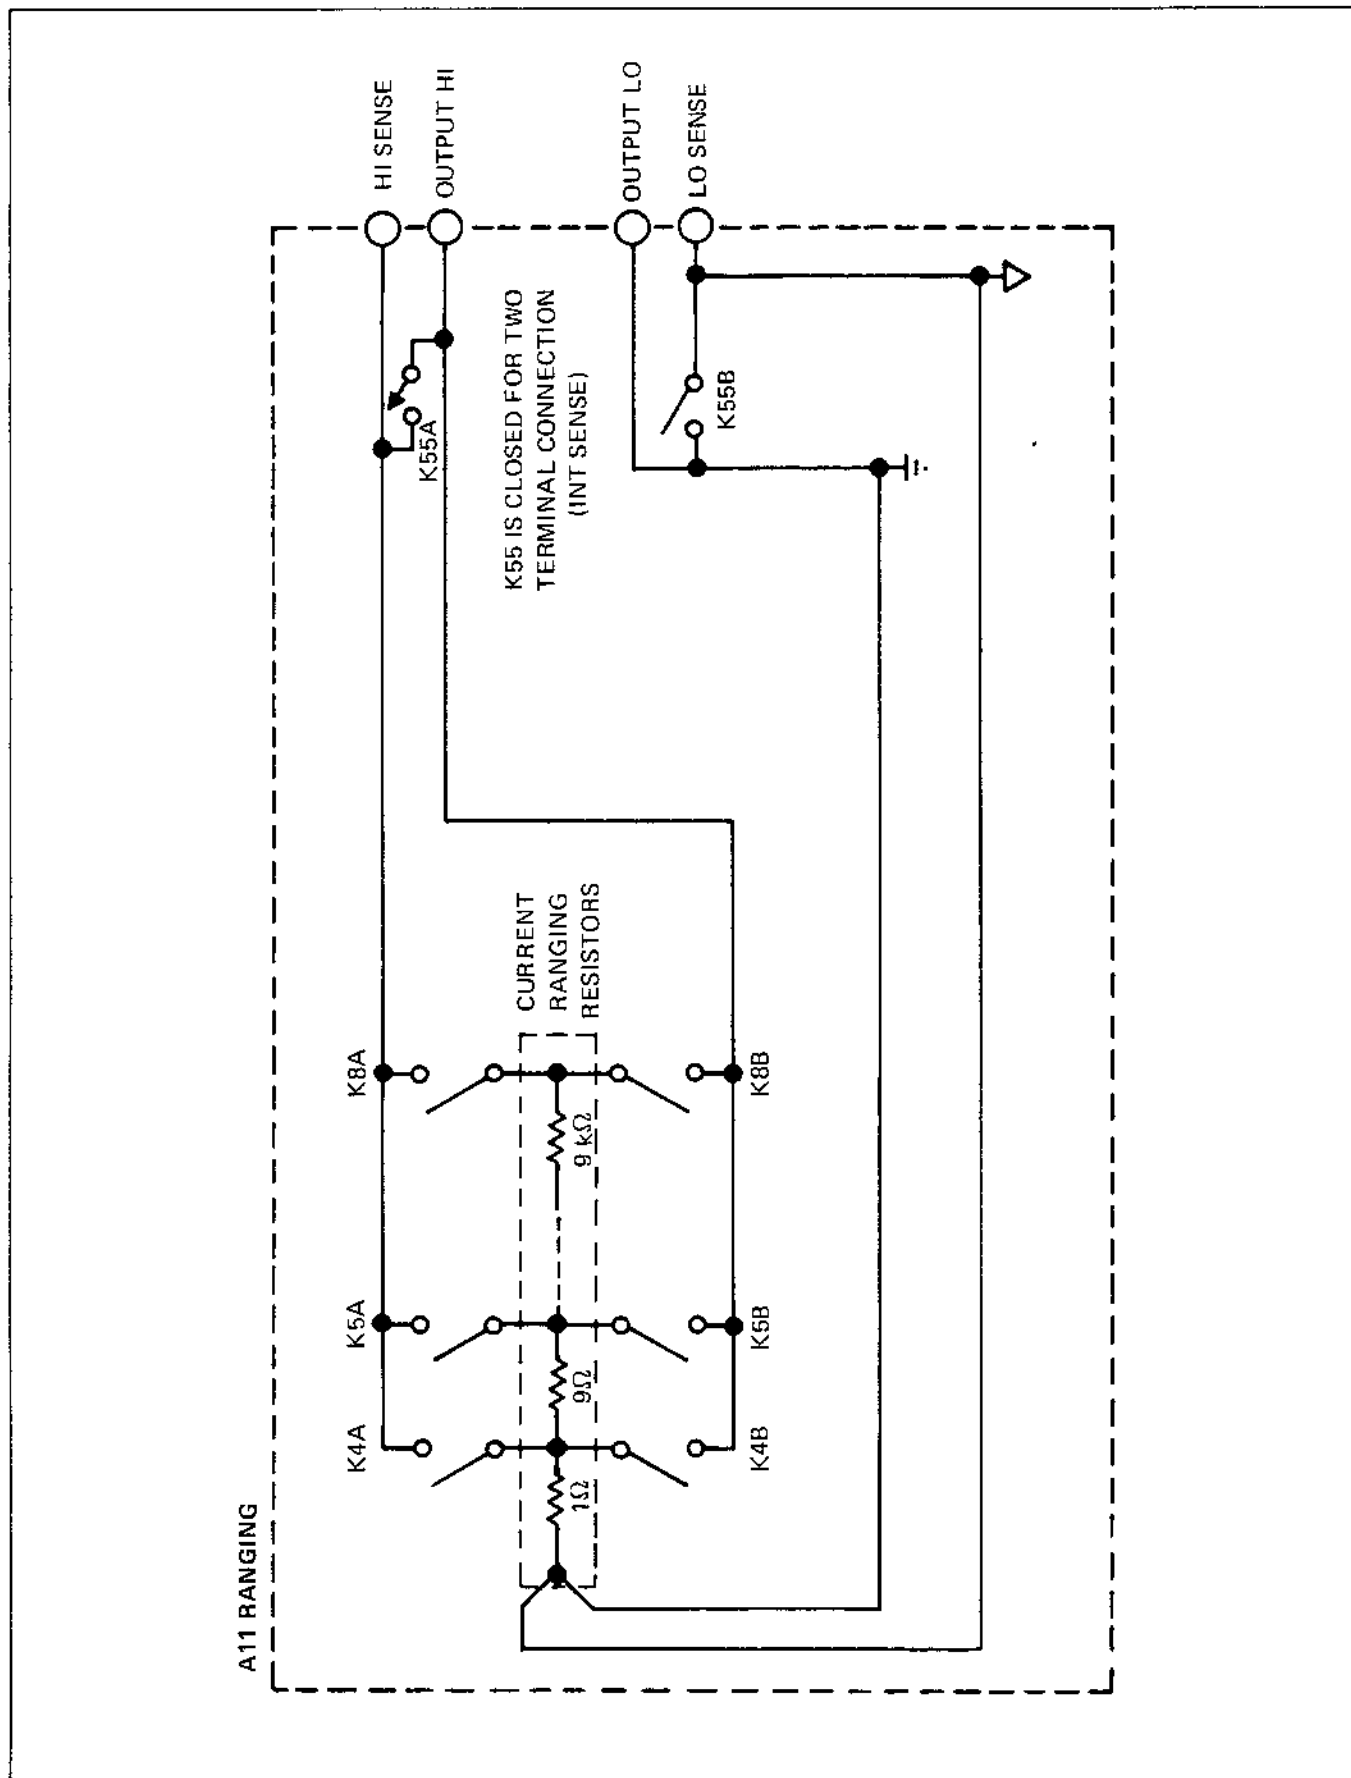 A11 RANGING
K4A
K5A
K8A
K55A
HI SENSE
OUTPUT HI
1Ω
9Ω
9 kΩ
CURRENT
RANGING
RESISTORS
K55 IS CLOSED FOR TWO
TERMINAL CONNECTION
(INT SENSE)
OUTPUT LO
LO SENSE
K55B
K4B
K5B
K8B